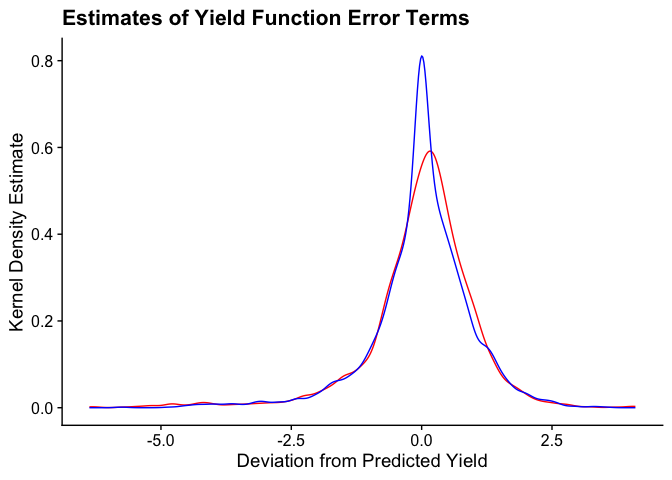 Estimates of Yield Function Error Terms
Kernel Density Estimate
0.8
0.6
0.4
0.2
0.0
-5.0 -2.5 0.0 2.5
Deviation from Predicted Yield